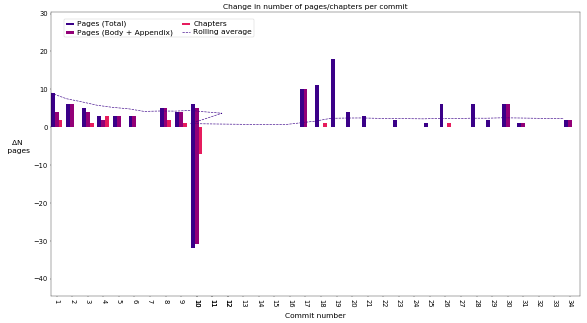 Change in number of pages/chapters per commit
Pages (Total)
Pages (Body + Appendix)
Chapters
Rolling average
30
20
10
0
−10
−20
−30
−40
ΔN
pages
1 2 3 4 5 6 7 8 9 10 11 12 13 14 15 16 17 18 19 20 21 22 23 24 25 26 27 28 29 30 31 32 33 34
Commit number